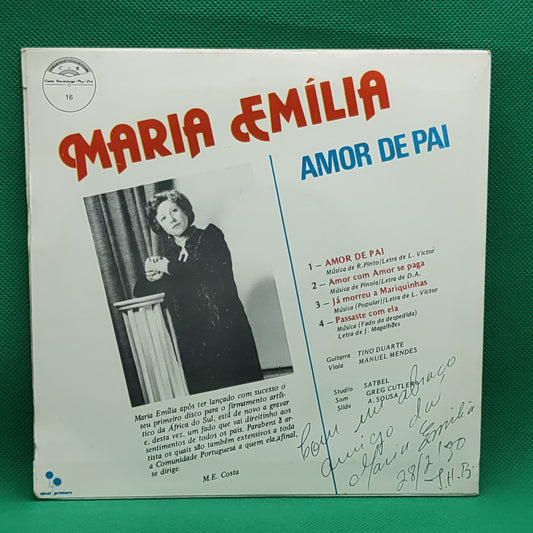 C E
16
MARIA EMÍLIA
AMOR DE PAI
1 — AMOR DE PAI
Música de R.Pinto/Letra de L. Victor
2 — Amor com Amor se paga
Música de Pinoia/Letra de D.A.
3 — Já morreu a Mariquinhas
Música (Popular)/Letra de L. Victor
4 — Passaste com ela
Música (Fado da despedida)
Letra de J. Magalhães
Guitarra TINO DUARTE
Viola MANUEL MENDES
Studio SATBEL
Som GREG CUTLER
Slide A. SOUSA
Maria Emília após ter lançado com sucesso o
seu primeiro disco para o firmamento artís-
tico da África do Sul, está de novo a gravar
e, desta vez, um fado que vai direitinho aos
sentimentos de todos os pais. Parabens à ar-
tista os quais são também extensivos a toda
a Comunidade Portuguesa a quem ela, afinal,
se dirige.
M.E. Costa
Com um abraço
amigo da
Maria Emilia
28/2/80
J.H.B.
printers